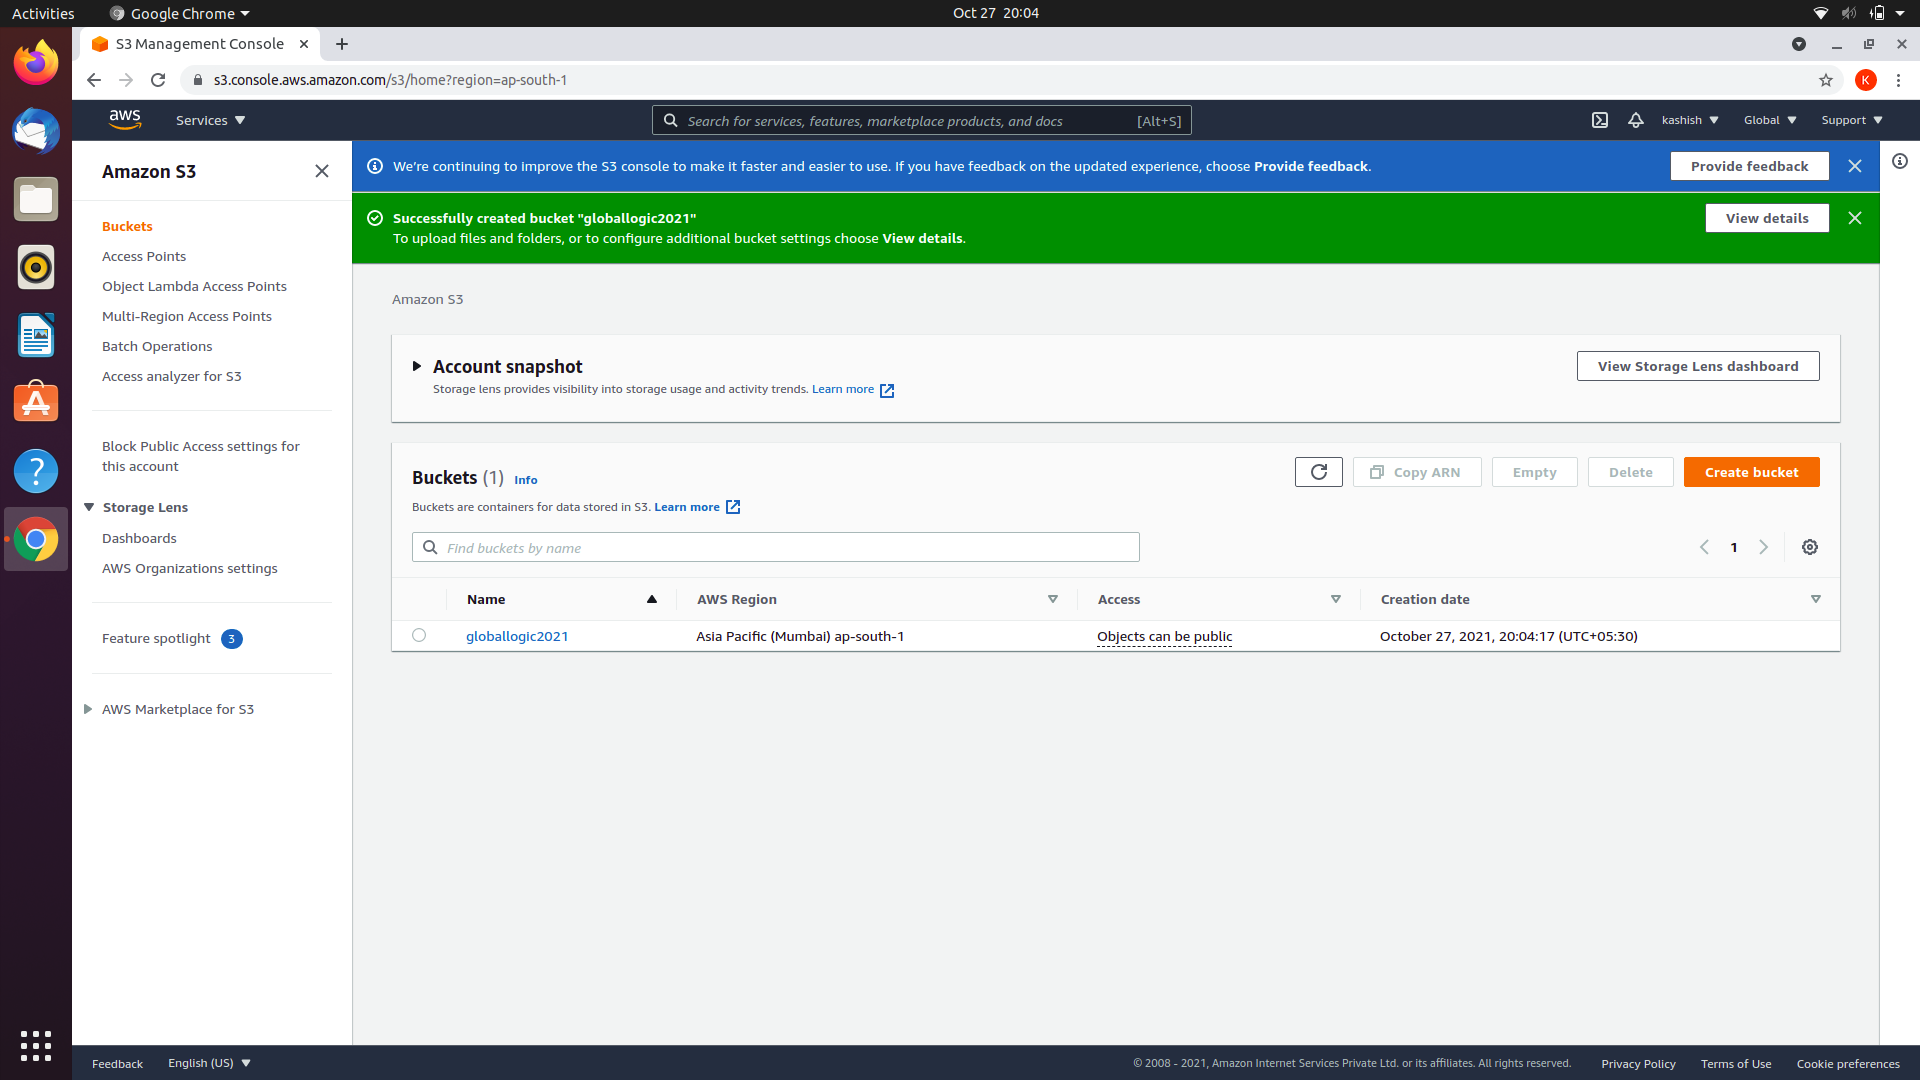 Activities
Google Chrome
Oct 27 20:04
S3 Management Console
s3.console.aws.amazon.com/s3/home?region=ap-south-1
K
aws
Services
Search for services, features, marketplace products, and docs
[Alt+S]
kashish
Global
Support
Amazon S3
Buckets
Access Points
Object Lambda Access Points
Multi-Region Access Points
Batch Operations
Access analyzer for S3
Block Public Access settings for
this account
Storage Lens
Dashboards
AWS Organizations settings
Feature spotlight 3
AWS Marketplace for S3
We're continuing to improve the S3 console to make it faster and easier to use. If you have feedback on the updated experience, choose Provide feedback.
Provide feedback
Successfully created bucket "globallogic2021"
To upload files and folders, or to configure additional bucket settings choose View details.
View details
Amazon S3
Account snapshot
Storage lens provides visibility into storage usage and activity trends. Learn more
View Storage Lens dashboard
Buckets (1) Info
Buckets are containers for data stored in S3. Learn more
Copy ARN
Empty
Delete
Create bucket
Find buckets by name
1
Name
AWS Region
Access
Creation date
globallogic2021
Asia Pacific (Mumbai) ap-south-1
Objects can be public
October 27, 2021, 20:04:17 (UTC+05:30)
Feedback
English (US)
© 2008 - 2021, Amazon Internet Services Private Ltd. or its affiliates. All rights reserved.
Privacy Policy
Terms of Use
Cookie preferences